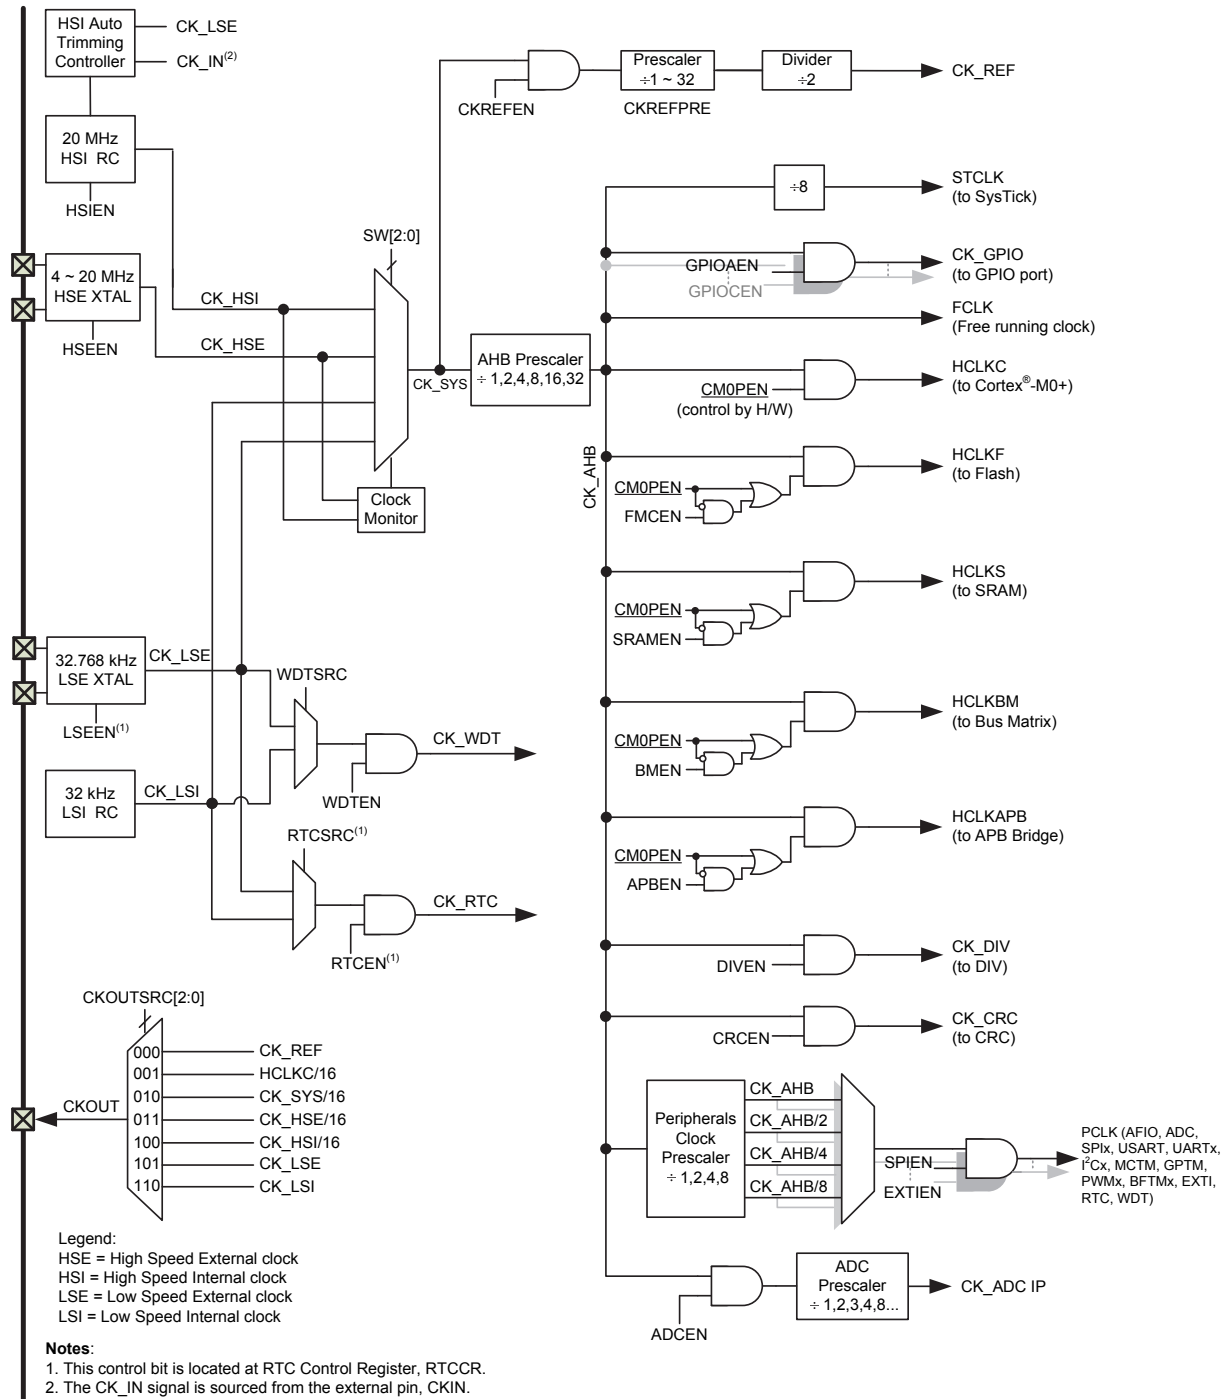 HSI Auto
Trimming
Controller
CK_LSE
CK_IN(2)
20 MHz
HSI RC
HSIEN
4 ~ 20 MHz
HSE XTAL
HSEEN
CK_HSI
CK_HSE
SW[2:0]
CK_SYS
AHB Prescaler
÷ 1,2,4,8,16,32
Clock
Monitor
CKREFEN
Prescaler
÷1 ~ 32
CKREFPRE
Divider
÷2
CK_REF
÷8
STCLK
(to SysTick)
GPIOAEN
GPIOCEN
CK_GPIO
(to GPIO port)
FCLK
(Free running clock)
CM0PEN
(control by H/W)
HCLKC
(to Cortex®-M0+)
CK_AHB
CM0PEN
FMCEN
HCLKF
(to Flash)
CM0PEN
SRAMEN
HCLKS
(to SRAM)
CM0PEN
BMEN
HCLKBM
(to Bus Matrix)
CM0PEN
APBEN
HCLKAPB
(to APB Bridge)
DIVEN
CK_DIV
(to DIV)
CRCEN
CK_CRC
(to CRC)
32.768 kHz
LSE XTAL
LSEEN(1)
CK_LSE
WDTSRC
CK_WDT
WDTEN
32 kHz
LSI RC
CK_LSI
RTCSRC(1)
CK_RTC
RTCEN(1)
CKOUTSRC[2:0]
CKOUT
000 CK_REF
001 HCLKC/16
010 CK_SYS/16
011 CK_HSE/16
100 CK_HSI/16
101 CK_LSE
110 CK_LSI
Peripherals
Clock
Prescaler
÷ 1,2,4,8
CK_AHB
CK_AHB/2
CK_AHB/4
CK_AHB/8
SPIEN
EXTIEN
PCLK (AFIO, ADC,
SPIx, USART, UARTx,
I²Cx, MCTM, GPTM,
PWMx, BFTMx, EXTI,
RTC, WDT)
ADCEN
ADC
Prescaler
÷ 1,2,3,4,8...
CK_ADC IP
Legend:
HSE = High Speed External clock
HSI = High Speed Internal clock
LSE = Low Speed External clock
LSI = Low Speed Internal clock
Notes:
1. This control bit is located at RTC Control Register, RTCCR.
2. The CK_IN signal is sourced from the external pin, CKIN.